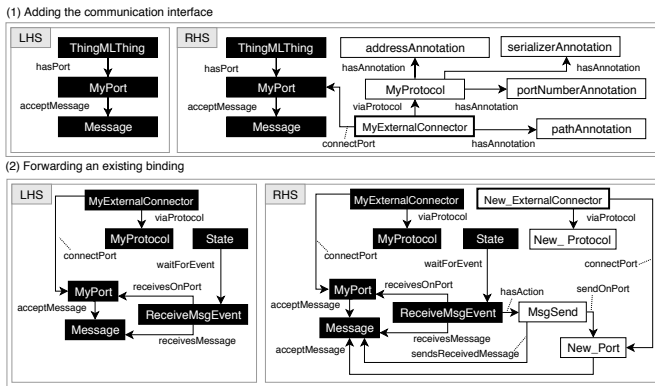 (1) Adding the communication interface
LHS
ThingMLThing
hasPort
MyPort
acceptMessage
Message
RHS
ThingMLThing
hasPort
MyPort
acceptMessage
Message
addressAnnotation
serializerAnnotation
hasAnnotation
hasAnnotation
MyProtocol
portNumberAnnotation
viaProtocol
hasAnnotation
MyExternalConnector
pathAnnotation
connectPort
hasAnnotation
(2) Forwarding an existing binding
LHS
MyExternalConnector
viaProtocol
MyProtocol
State
connectPort
waitForEvent
MyPort
receivesOnPort
acceptMessage
ReceiveMsgEvent
Message
receivesMessage
RHS
MyExternalConnector
New_ExternalConnector
viaProtocol
viaProtocol
MyProtocol
State
New_ Protocol
connectPort
waitForEvent
connectPort
MyPort
receivesOnPort
hasAction
sendOnPort
acceptMessage
ReceiveMsgEvent
MsgSend
Message
receivesMessage
New_Port
acceptMessage
sendsReceivedMessage